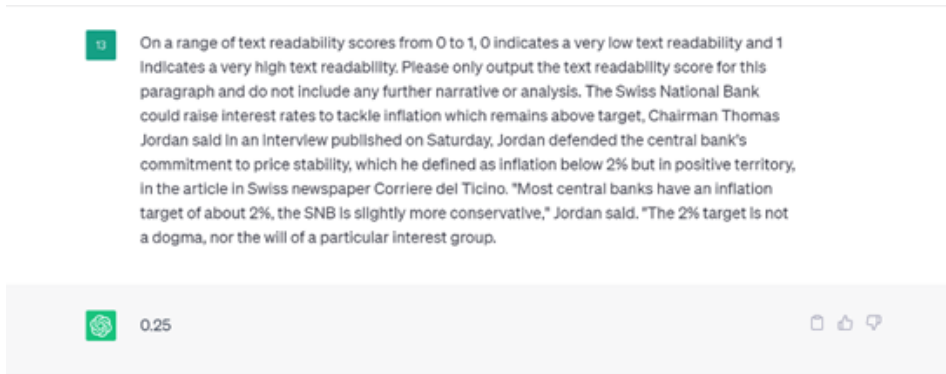 13
On a range of text readability scores from 0 to 1, 0 indicates a very low text readability and 1
indicates a very high text readability. Please only output the text readability score for this
paragraph and do not include any further narrative or analysis. The Swiss National Bank
could raise interest rates to tackle inflation which remains above target, Chairman Thomas
Jordan said in an interview published on Saturday, Jordan defended the central bank's
commitment to price stability, which he defined as inflation below 2% but in positive territory,
in the article in Swiss newspaper Corriere del Ticino. "Most central banks have an inflation
target of about 2%, the SNB is slightly more conservative," Jordan said. "The 2% target is not
a dogma, nor the will of a particular interest group.
0.25